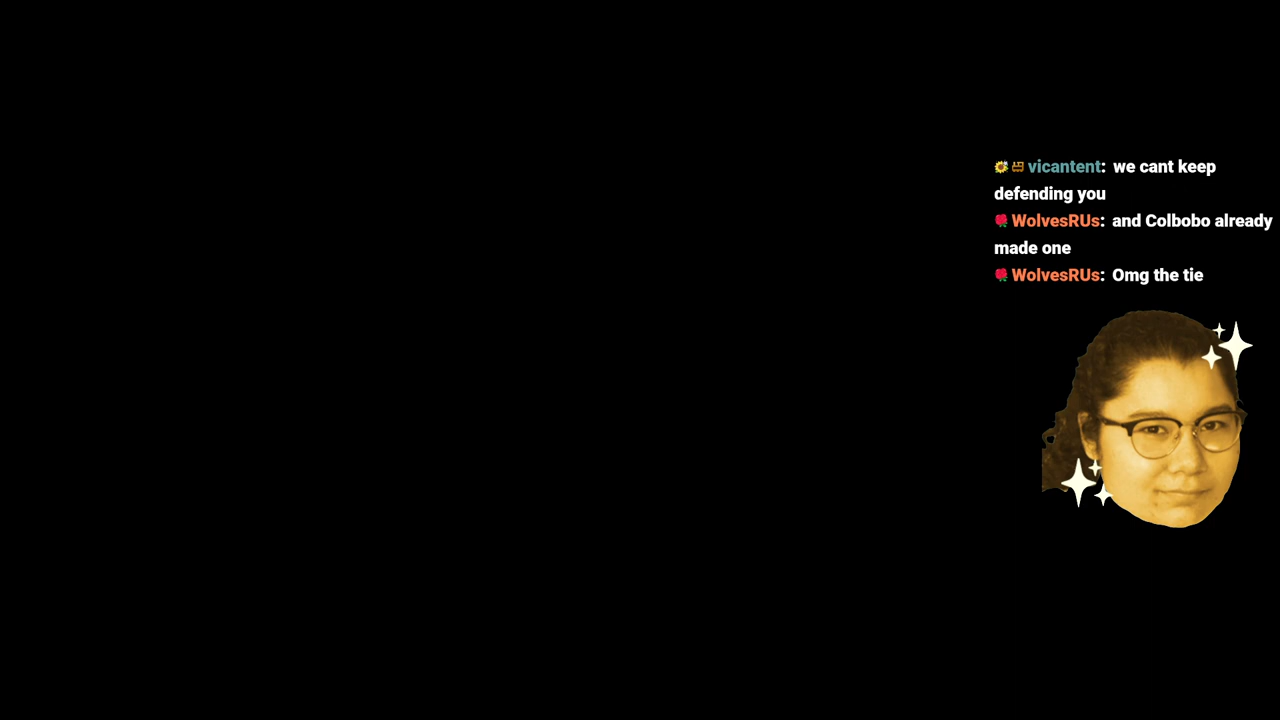 vicantent: we cant keep
defending you
WolvesRUs: and Colbobo already
made one
WolvesRUs: Omg the tie